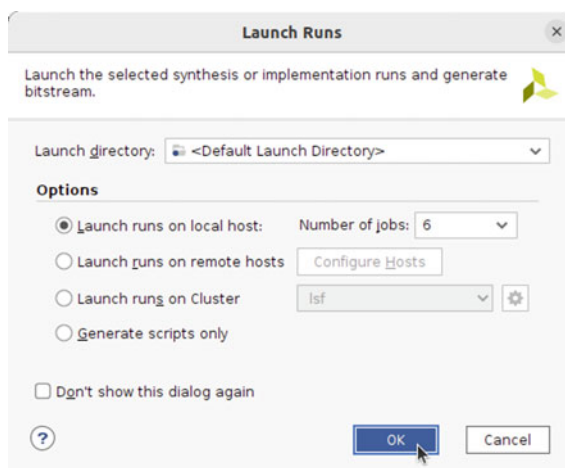 Launch Runs
Launch the selected synthesis or implementation runs and generate
bitstream.
Launch directory: <Default Launch Directory>
Options
Launch runs on local host: Number of jobs: 6
Launch runs on remote hosts Configure Hosts
Launch runs on Cluster lsf
Generate scripts only
Don't show this dialog again
? OK Cancel